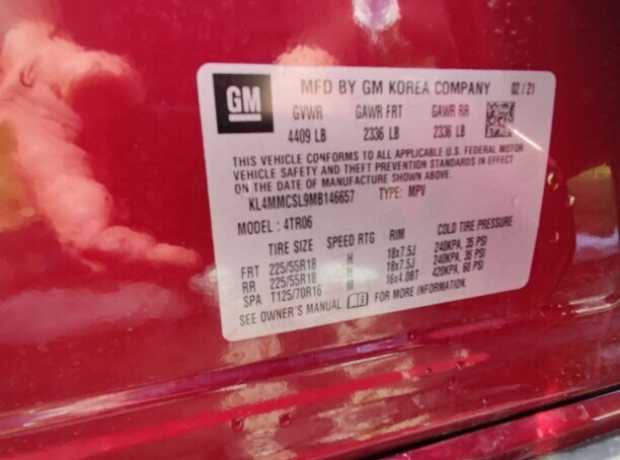 GM
MFD BY GM KOREA COMPANY 02/21
GVWR GAWR FRT GAWR RR
4409 LB 2336 LB 2336 LB
THIS VEHICLE CONFORMS TO ALL APPLICABLE U.S. FEDERAL MOTOR
VEHICLE SAFETY AND THEFT PREVENTION STANDARDS IN EFFECT
ON THE DATE OF MANUFACTURE SHOWN ABOVE.
KL4MMCSL9MB146657 TYPE: MPV
MODEL: 4TR06
TIRE SIZE SPEED RTG RIM COLD TIRE PRESSURE
FRT 225/55R18 H 18x7.5J 240KPA, 35 PSI
RR 225/55R18 H 18x7.5J 240KPA, 35 PSI
SPA T125/70R16 M 16x4.0BT 420KPA, 60 PSI
SEE OWNER'S MANUAL FOR MORE INFORMATION.